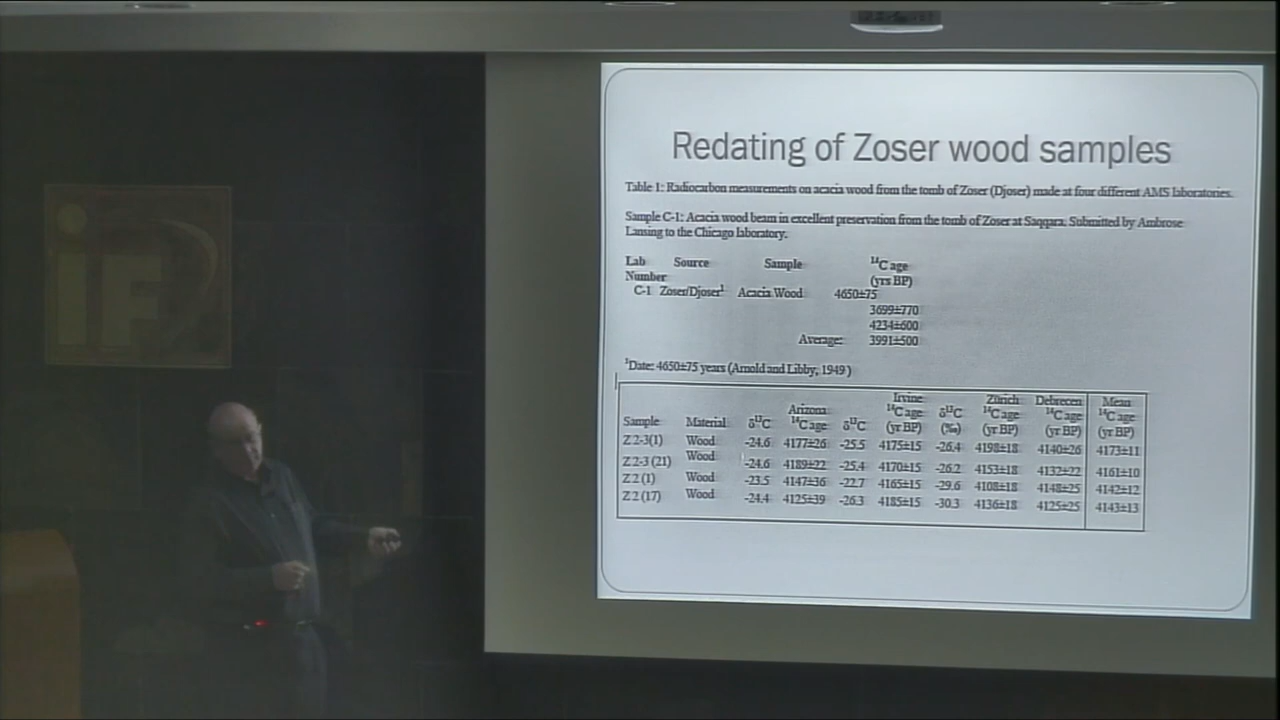 Redating of Zoser wood samples
Table 1: Radiocarbon measurements on acacia wood from the tomb of Zoser (Djoser) made at four different AMS laboratories.
Sample C-1: Acacia wood beam in excellent preservation from the tomb of Zoser at Saqqara. Submitted by Ambrose
Lansing to the Chicago laboratory.
Lab Number Source Sample ¹⁴C age (yrs BP)
C-1 Zoser/Djoser¹ Acacia Wood 4650±75
3699±770
4234±600
Average: 3991±500
¹Date: 4650±75 years (Arnold and Libby, 1949)
Arizona Irvine Zürich Debrecen Mean
Sample Material δ¹³C ¹⁴C age δ¹³C ¹⁴C age (yr BP) δ¹³C (‰) ¹⁴C age (yr BP) ¹⁴C age (yr BP) ¹⁴C age (yr BP)
Z 2-3(1) Wood -24.6 4177±26 -25.5 4175±15 -26.4 4198±18 4140±26 4173±11
Z 2-3 (21) Wood -24.6 4189±22 -25.4 4170±15 -26.2 4153±18 4132±22 4161±10
Z 2 (1) Wood -23.5 4147±36 -22.7 4165±15 -29.6 4108±18 4148±25 4142±12
Z 2 (17) Wood -24.4 4125±39 -26.3 4185±15 -30.3 4136±18 4125±25 4143±13